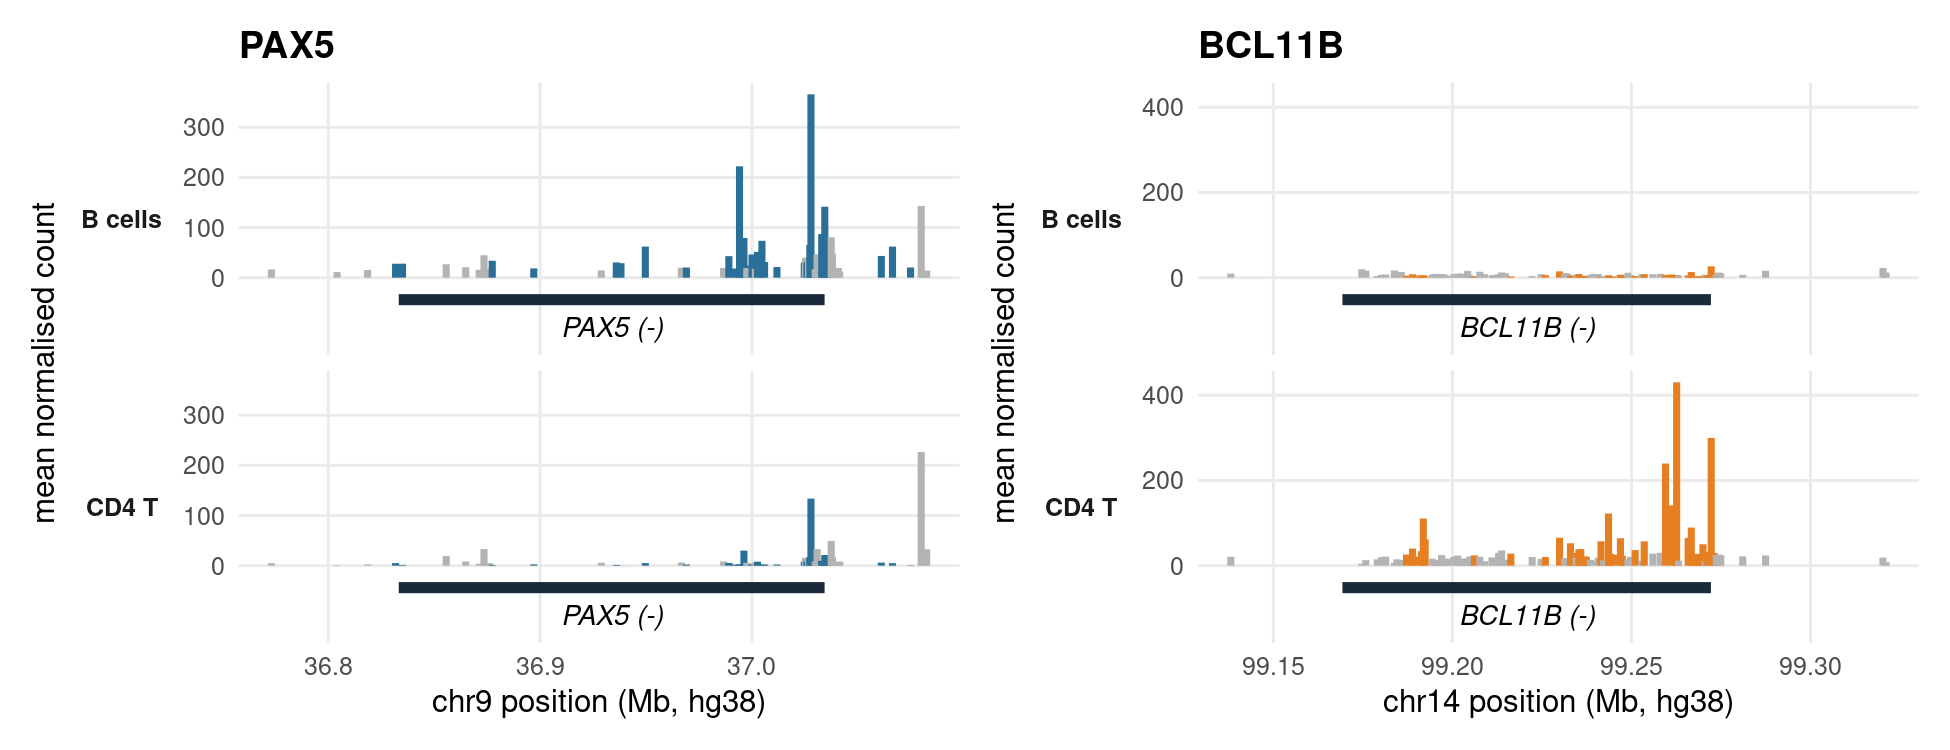 PAX5
mean normalised count
B cells
300
200
100
0
PAX5 (-)
CD4 T
300
200
100
0
PAX5 (-)
36.8 36.9 37.0
chr9 position (Mb, hg38)
BCL11B
mean normalised count
B cells
400
200
0
BCL11B (-)
CD4 T
400
200
0
BCL11B (-)
99.15 99.20 99.25 99.30
chr14 position (Mb, hg38)